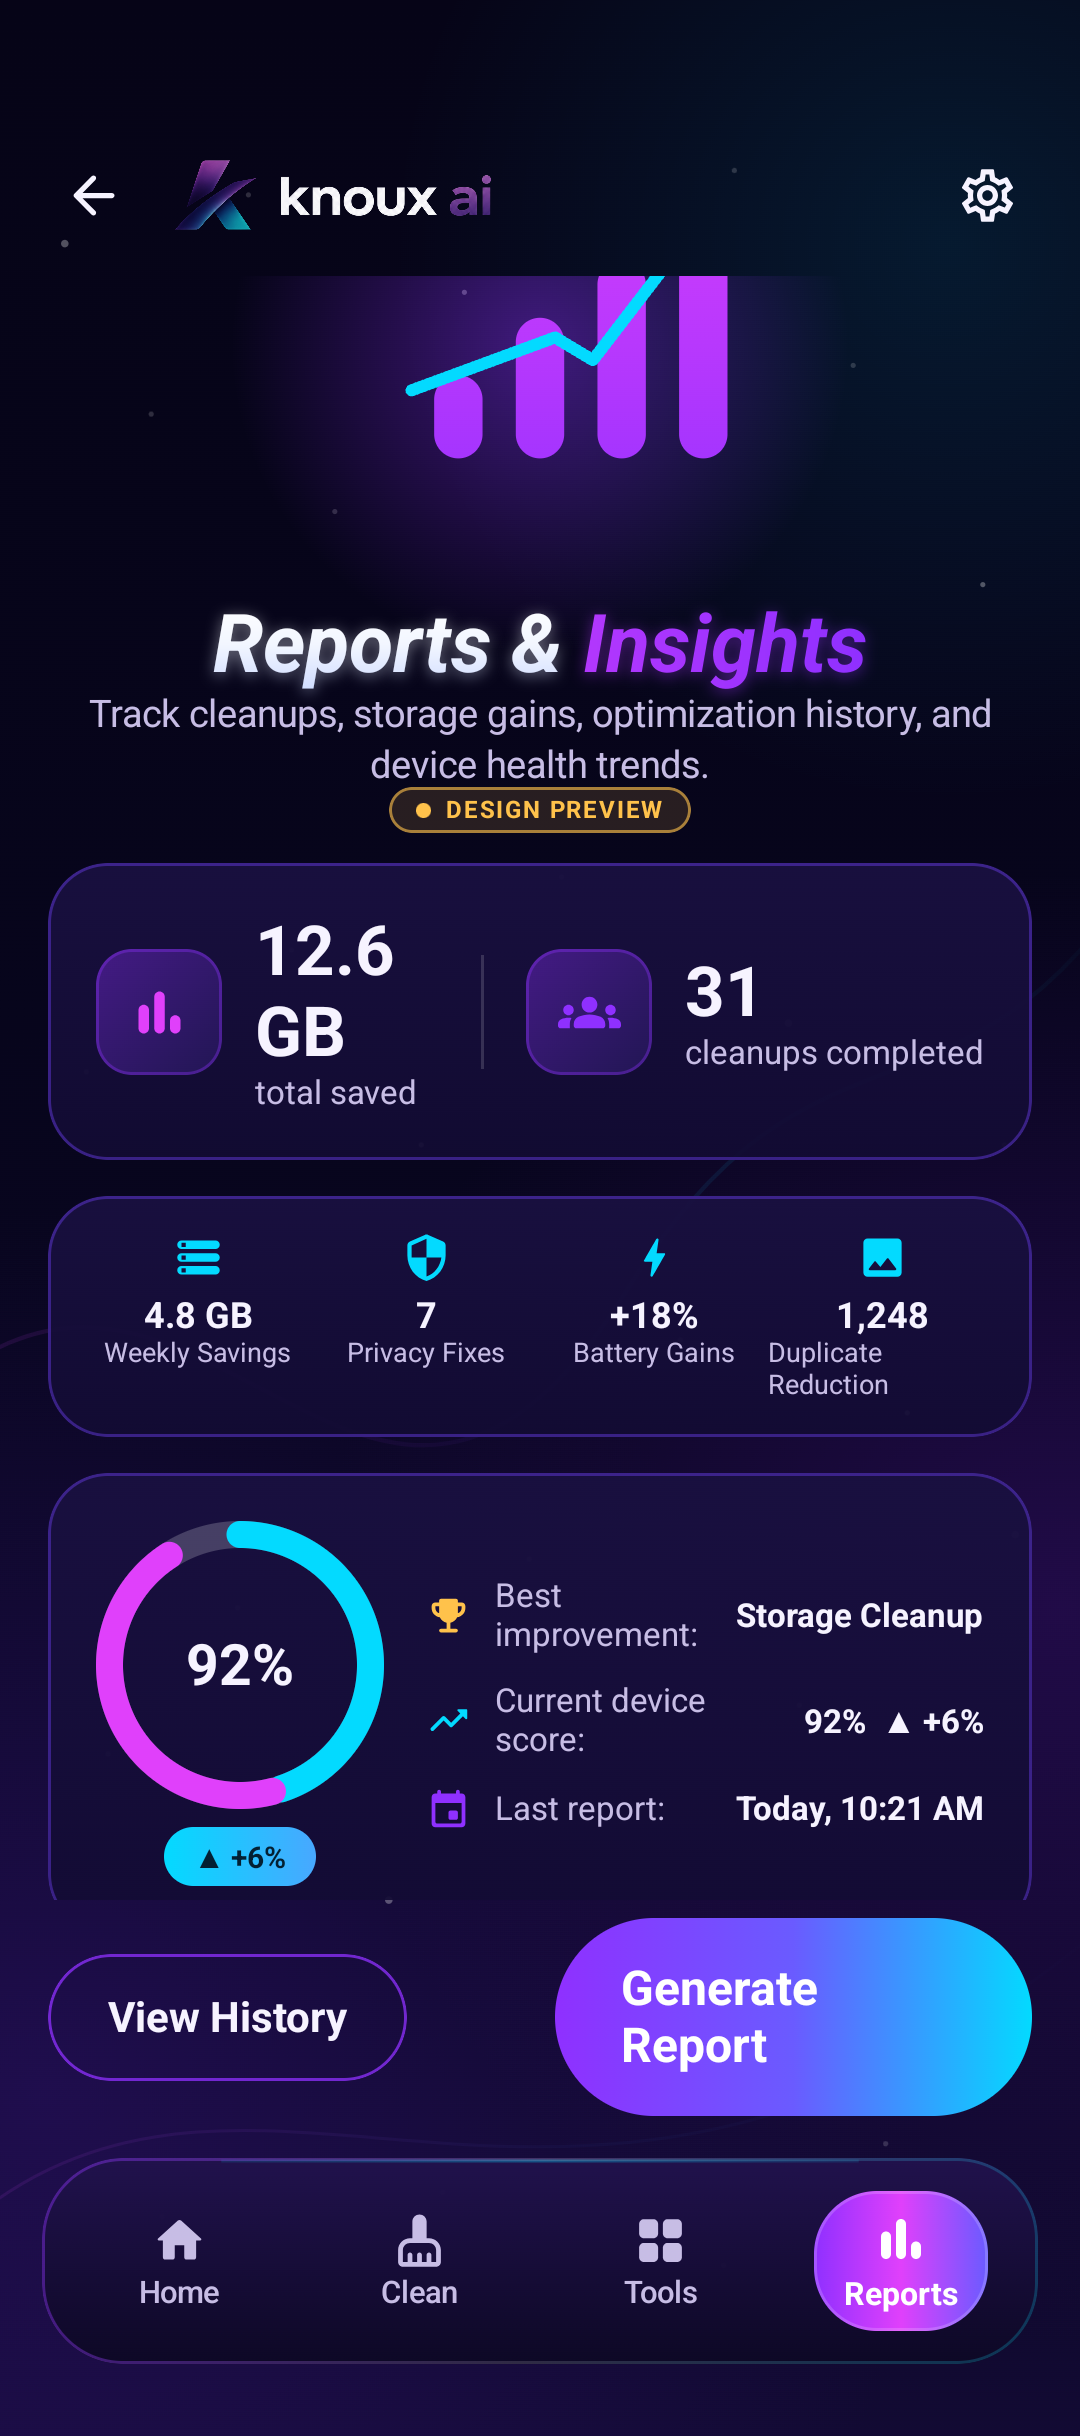 knoux ai
Reports & Insights
Track cleanups, storage gains, optimization history, and
device health trends.
DESIGN PREVIEW
12.6
GB
total saved
31
cleanups completed
4.8 GB
Weekly Savings
7
Privacy Fixes
+18%
Battery Gains
1,248
Duplicate
Reduction
92%
▲ +6%
Best
improvement:
Storage Cleanup
Current device
score:
92% ▲ +6%
Last report:
Today, 10:21 AM
View History
Generate
Report
Home
Clean
Tools
Reports